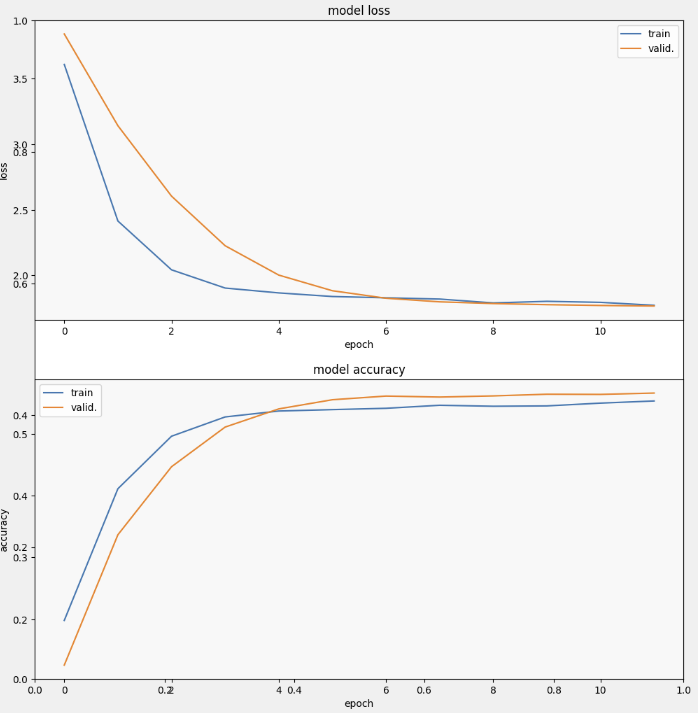 model loss
1.0
train
valid.
3.5
3.0
0.8
loss
2.5
2.0
0.6
0 2 4 6 8 10
epoch
model accuracy
train
valid.
0.4
0.5
0.4
accuracy
0.2
0.3
0.2
0.0
0.0 0 0.2 2 4 0.4 6 0.6 8 0.8 10 1.0
epoch